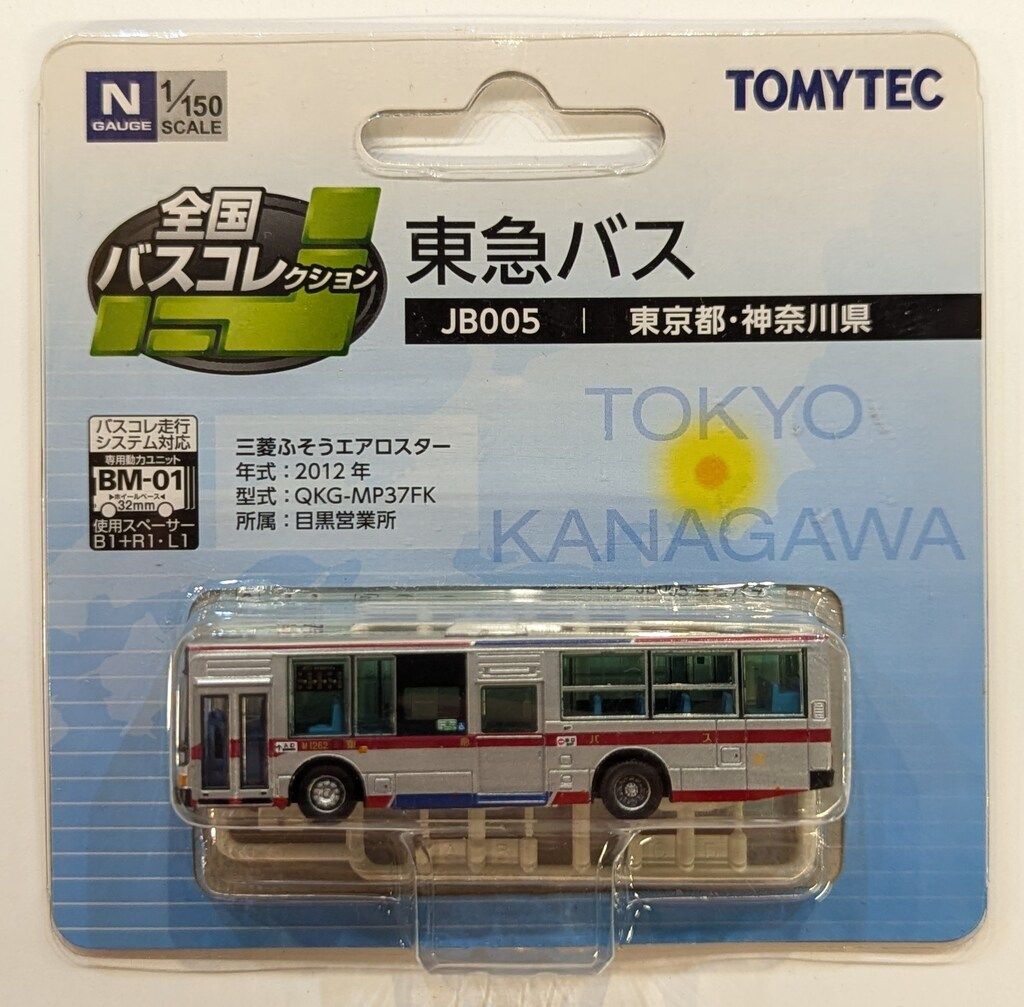 N
GAUGE
1/150
SCALE
TOMYTEC
全国
バスコレクション
東急バス
JB005 | 東京都・神奈川県
TOKYO
KANAGAWA
バスコレ走行
システム対応
専用動力ユニット
BM-01
▶ホイールベース◀
32mm
使用スペーサー
B1+R1・L1
三菱ふそうエアロスター
年式：2012 年
型式：QKG-MP37FK
所属：目黒営業所
M1262
バス